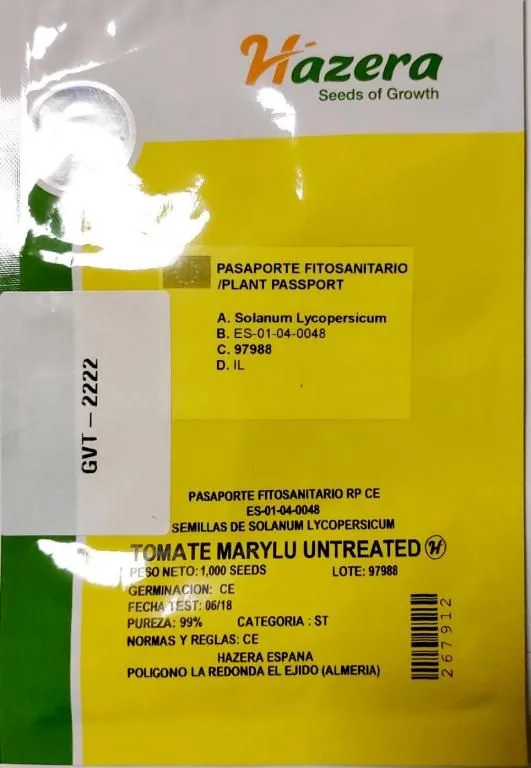 Hazera
Seeds of Growth
PASAPORTE FITOSANITARIO
/PLANT PASSPORT
A. Solanum Lycopersicum
B. ES-01-04-0048
C. 97988
D. IL
GVT - 2222
PASAPORTE FITOSANITARIO RP CE
ES-01-04-0048
SEMILLAS DE SOLANUM LYCOPERSICUM
TOMATE MARYLU UNTREATED H
PESO NETO: 1,000 SEEDS LOTE: 97988
GERMINACION: CE
FECHA TEST: 06/18
PUREZA: 99% CATEGORIA : ST
NORMAS Y REGLAS: CE
HAZERA ESPANA
POLIGONO LA REDONDA EL EJIDO (ALMERIA)
267912